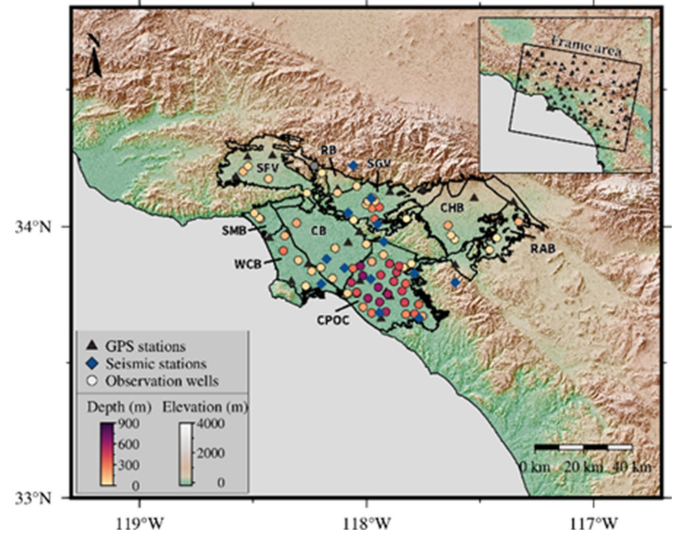 N
Frame area
RB
SGV
SFV
CHB
34°N
SMB
CB
RAB
WCB
CPOC
GPS stations
Seismic stations
Observation wells
Depth (m) Elevation (m)
900 4000
600
2000
300
0 0
0 km 20 km 40 km
33°N
119°W 118°W 117°W